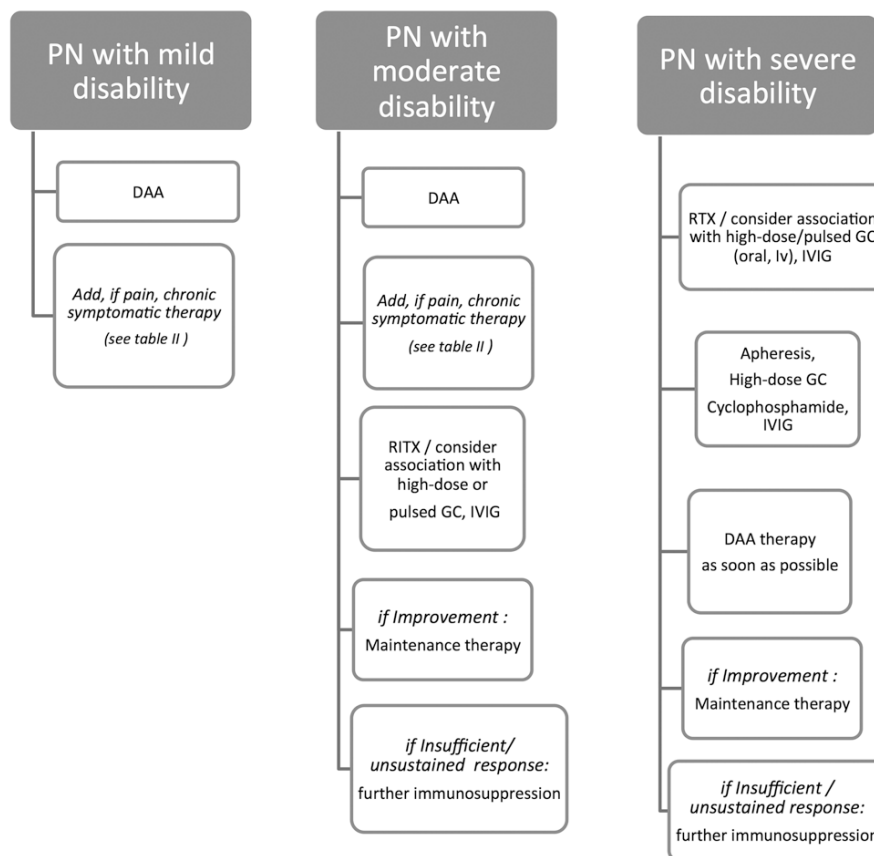 PN with mild
disability
DAA
Add, if pain, chronic
symptomatic therapy
(see table II )
PN with
moderate
disability
DAA
Add, if pain, chronic
symptomatic therapy
(see table II )
RITX / consider
association with
high-dose or
pulsed GC, IVIG
if Improvement :
Maintenance therapy
if Insufficient/
unsustained response:
further immunosuppression
PN with severe
disability
RTX / consider association
with high-dose/pulsed GC
(oral, Iv), IVIG
Apheresis,
High-dose GC
Cyclophosphamide,
IVIG
DAA therapy
as soon as possible
if Improvement :
Maintenance therapy
if Insufficient /
unsustained response:
further immunosuppression